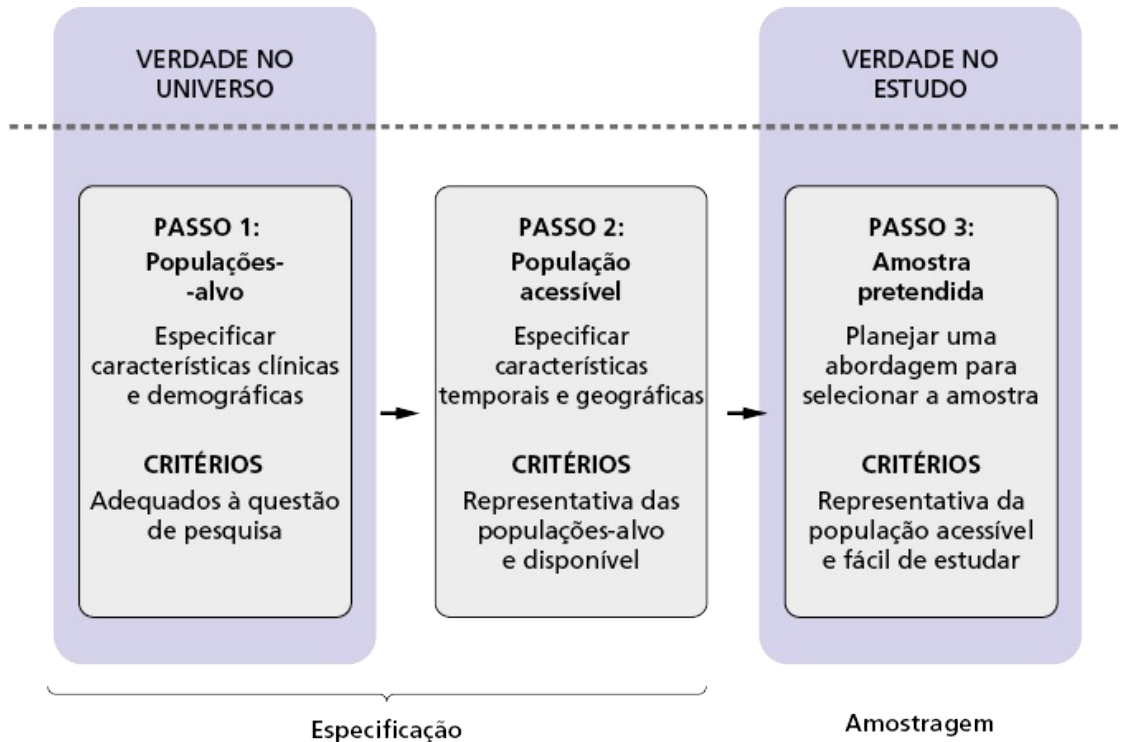 VERDADE NO
UNIVERSO
VERDADE NO
ESTUDO
PASSO 1:
Populações-
-alvo
Especificar
características clínicas
e demográficas
CRITÉRIOS
Adequados à questão
de pesquisa
PASSO 2:
População
acessível
Especificar
características
temporais e geográficas
CRITÉRIOS
Representativa das
populações-alvo
e disponível
PASSO 3:
Amostra
pretendida
Planejar uma
abordagem para
selecionar a amostra
CRITÉRIOS
Representativa da
população acessível
e fácil de estudar
Especificação
Amostragem